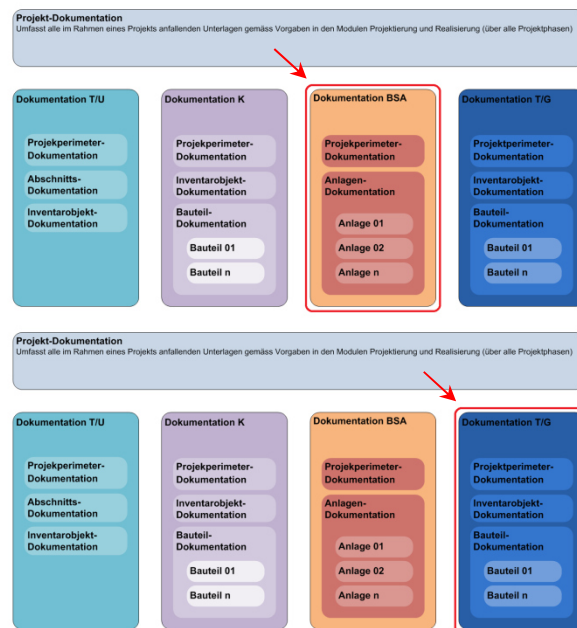 Projekt-Dokumentation
Umfasst alle im Rahmen eines Projekts anfallenden Unterlagen gemäss Vorgaben in den Modulen Projektierung und Realisierung (über alle Projektphasen)
Dokumentation T/U
Projekperimeter-
Dokumentation
Abschnitts-
Dokumentation
Inventarobjekt-
Dokumentation
Dokumentation K
Projekperimeter-
Dokumentation
Inventarobjekt-
Dokumentation
Bauteil-
Dokumentation
Bauteil 01
Bauteil n
Dokumentation BSA
Projekperimeter-
Dokumentation
Anlagen-
Dokumentation
Anlage 01
Anlage 02
Anlage n
Dokumentation T/G
Projektperimeter-
Dokumentation
Inventarobjekt-
Dokumentation
Bauteil-
Dokumentation
Bauteil 01
Bauteil n
Projekt-Dokumentation
Umfasst alle im Rahmen eines Projekts anfallenden Unterlagen gemäss Vorgaben in den Modulen Projektierung und Realisierung (über alle Projektphasen)
Dokumentation T/U
Projekperimeter-
Dokumentation
Abschnitts-
Dokumentation
Inventarobjekt-
Dokumentation
Dokumentation K
Projekperimeter-
Dokumentation
Inventarobjekt-
Dokumentation
Bauteil-
Dokumentation
Bauteil 01
Bauteil n
Dokumentation BSA
Projekperimeter-
Dokumentation
Anlagen-
Dokumentation
Anlage 01
Anlage 02
Anlage n
Dokumentation T/G
Projektperimeter-
Dokumentation
Inventarobjekt-
Dokumentation
Bauteil-
Dokumentation
Bauteil 01
Bauteil n